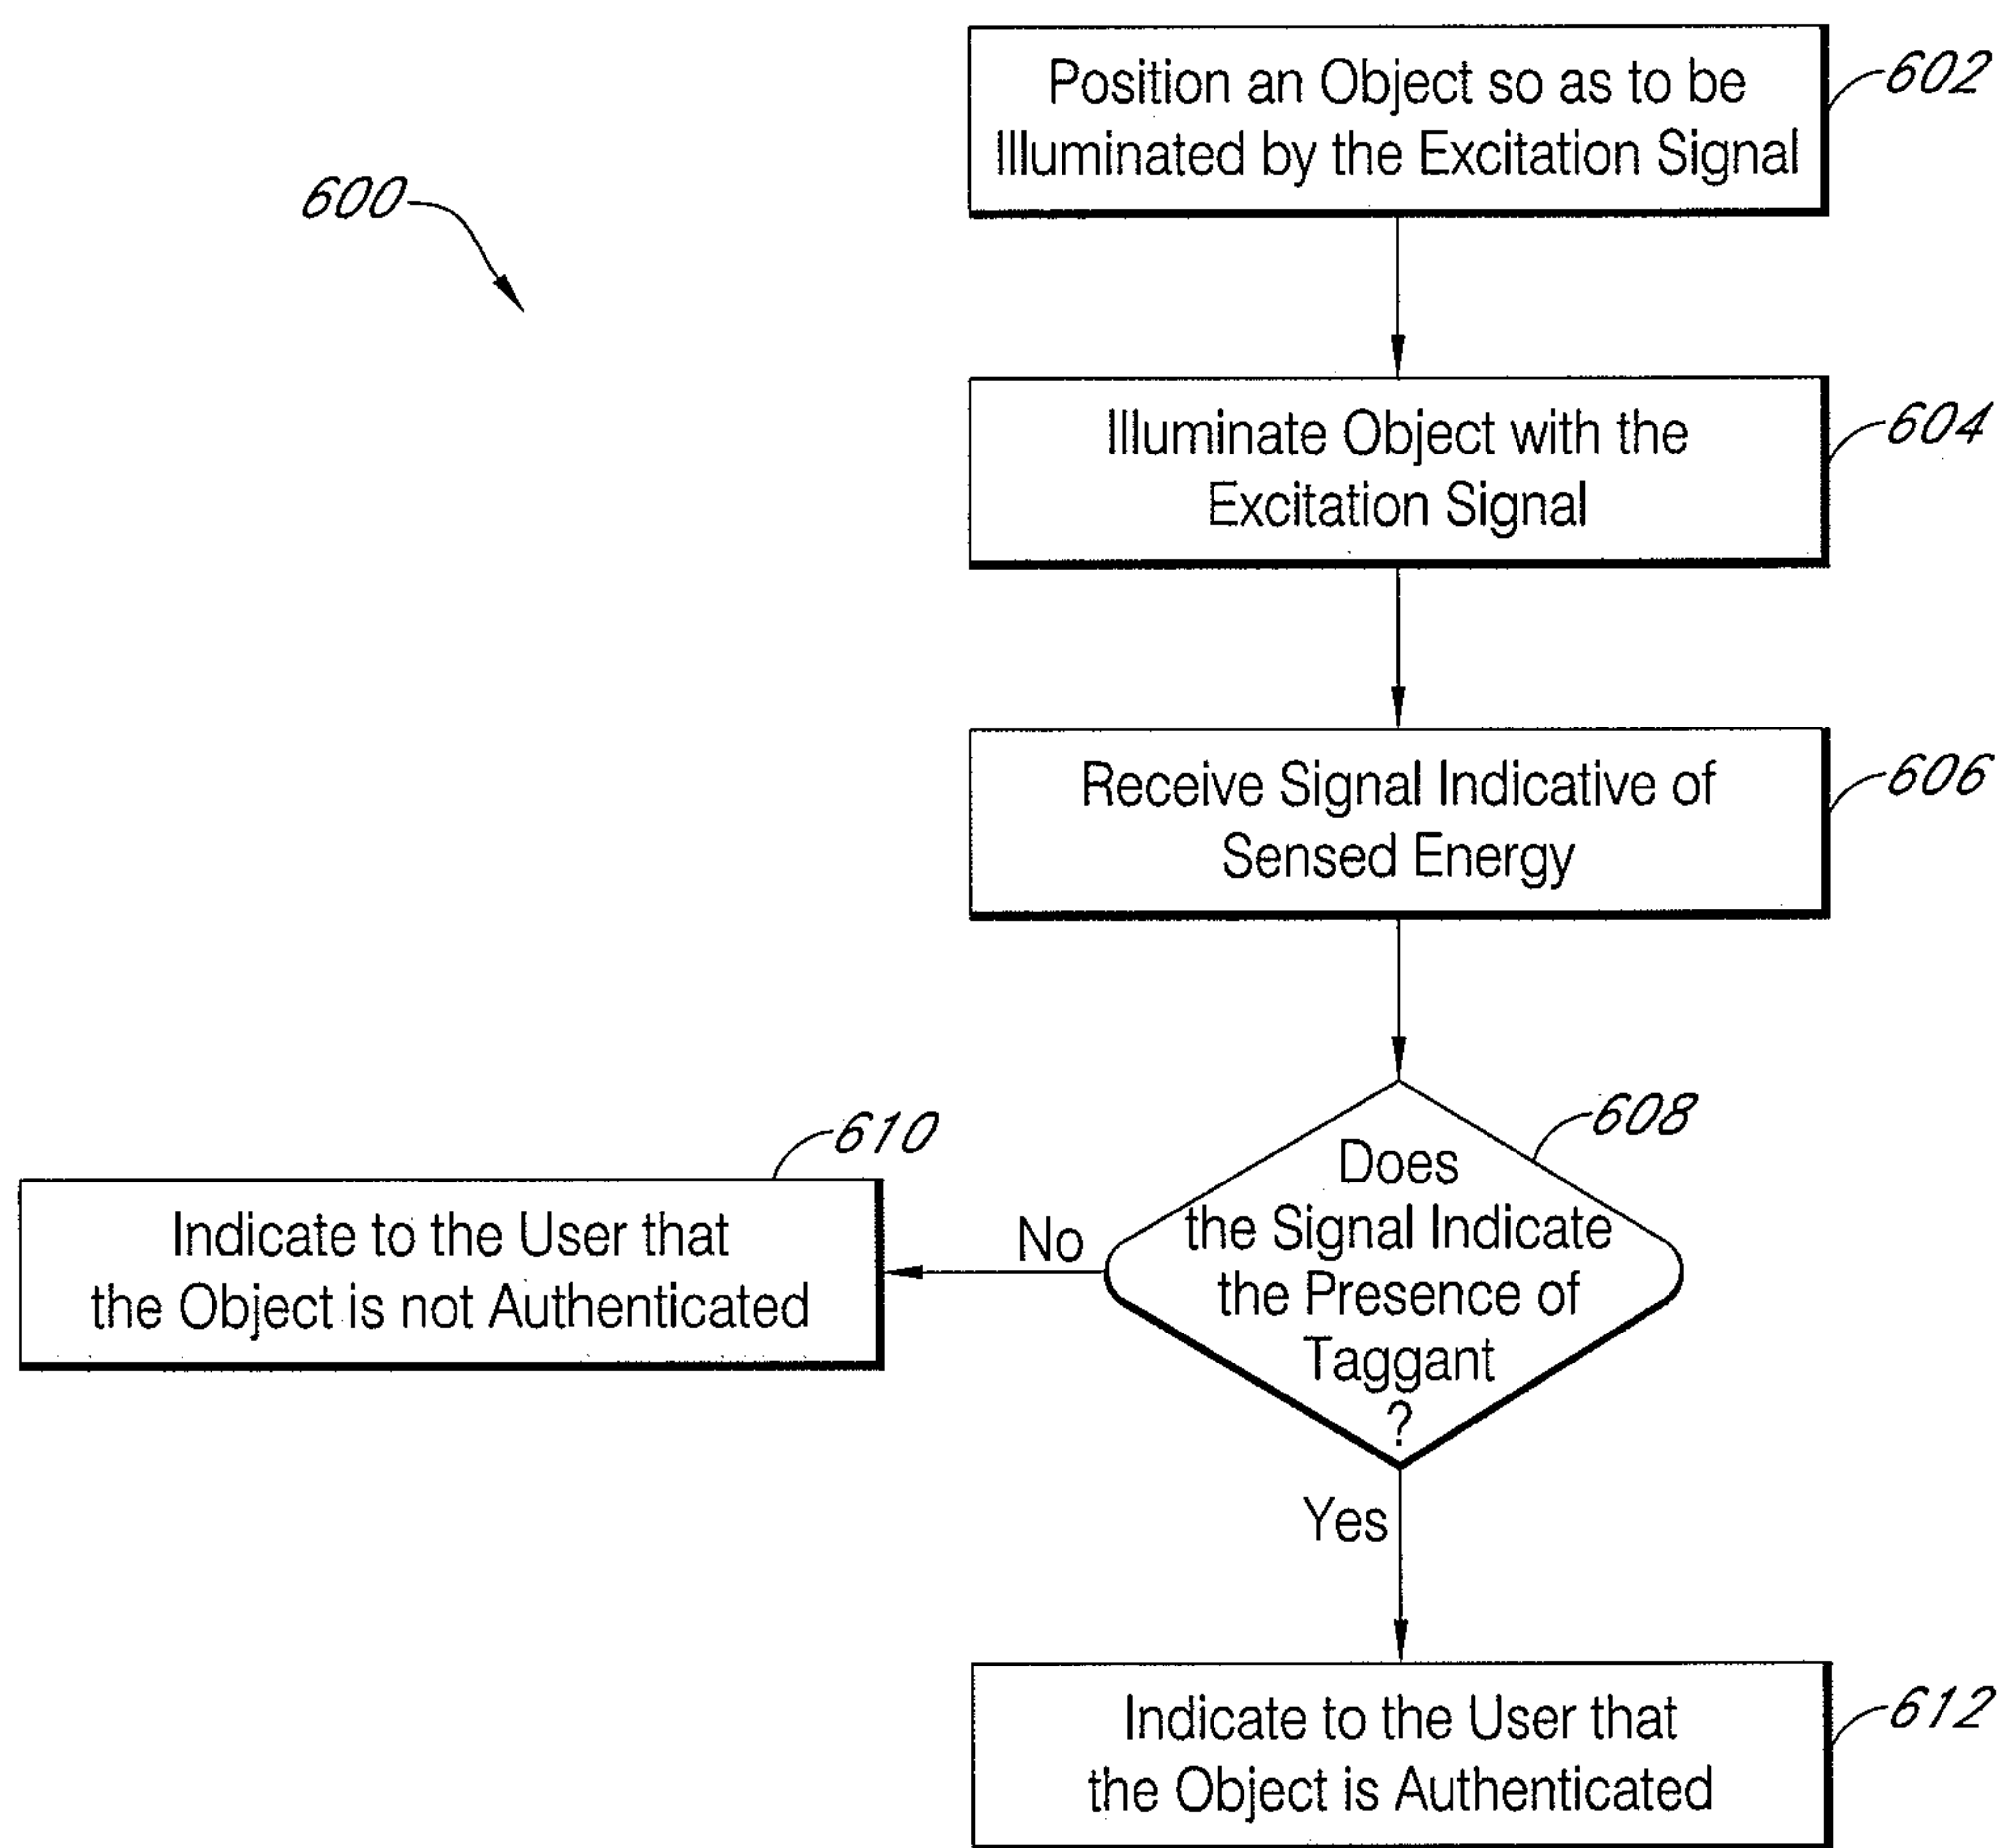 Position an Object so as to be
Illuminated by the Excitation Signal
602
600
Illuminate Object with the
Excitation Signal
604
Receive Signal Indicative of
Sensed Energy
606
Does
the Signal Indicate
the Presence of
Taggant
?
608
No
610
Indicate to the User that
the Object is not Authenticated
Yes
Indicate to the User that
the Object is Authenticated
612